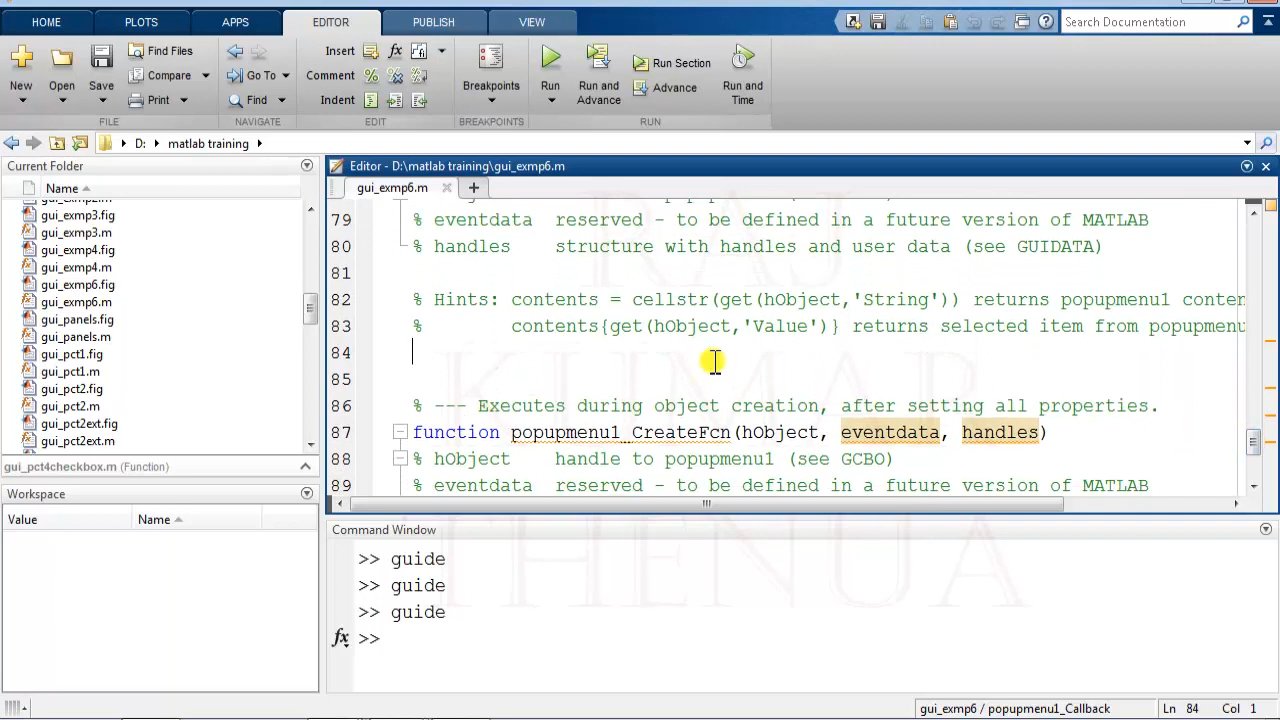 HOME PLOTS APPS EDITOR PUBLISH VIEW Search Documentation
New Open Save Find Files Compare Print
Go To Find
Insert fx
Comment
Indent
Breakpoints Run Run and Advance Run Section Advance Run and Time
FILE NAVIGATE EDIT BREAKPOINTS RUN
D: matlab training
Current Folder
Name
gui_exmp3.fig
gui_exmp3.m
gui_exmp4.fig
gui_exmp4.m
gui_exmp6.fig
gui_exmp6.m
gui_panels.fig
gui_panels.m
gui_pct1.fig
gui_pct1.m
gui_pct2.fig
gui_pct2.m
gui_pct2ext.fig
gui_pct2ext.m
gui_pct4checkbox.m (Function)
Workspace
Value Name
Editor - D:\matlab training\gui_exmp6.m
gui_exmp6.m
79 % eventdata reserved - to be defined in a future version of MATLAB
80 % handles structure with handles and user data (see GUIDATA)
81
82 % Hints: contents = cellstr(get(hObject,'String')) returns popupmenu1 conten
83 % contents{get(hObject,'Value')} returns selected item from popupmenu
84
85
86 % --- Executes during object creation, after setting all properties.
87 function popupmenu1_CreateFcn(hObject, eventdata, handles)
88 % hObject handle to popupmenu1 (see GCBO)
89 % eventdata reserved - to be defined in a future version of MATLAB
Command Window
>> guide
>> guide
>> guide
fx >>
gui_exmp6 / popupmenu1_Callback Ln 84 Col 1
RAJ
KUMAR
THENUA